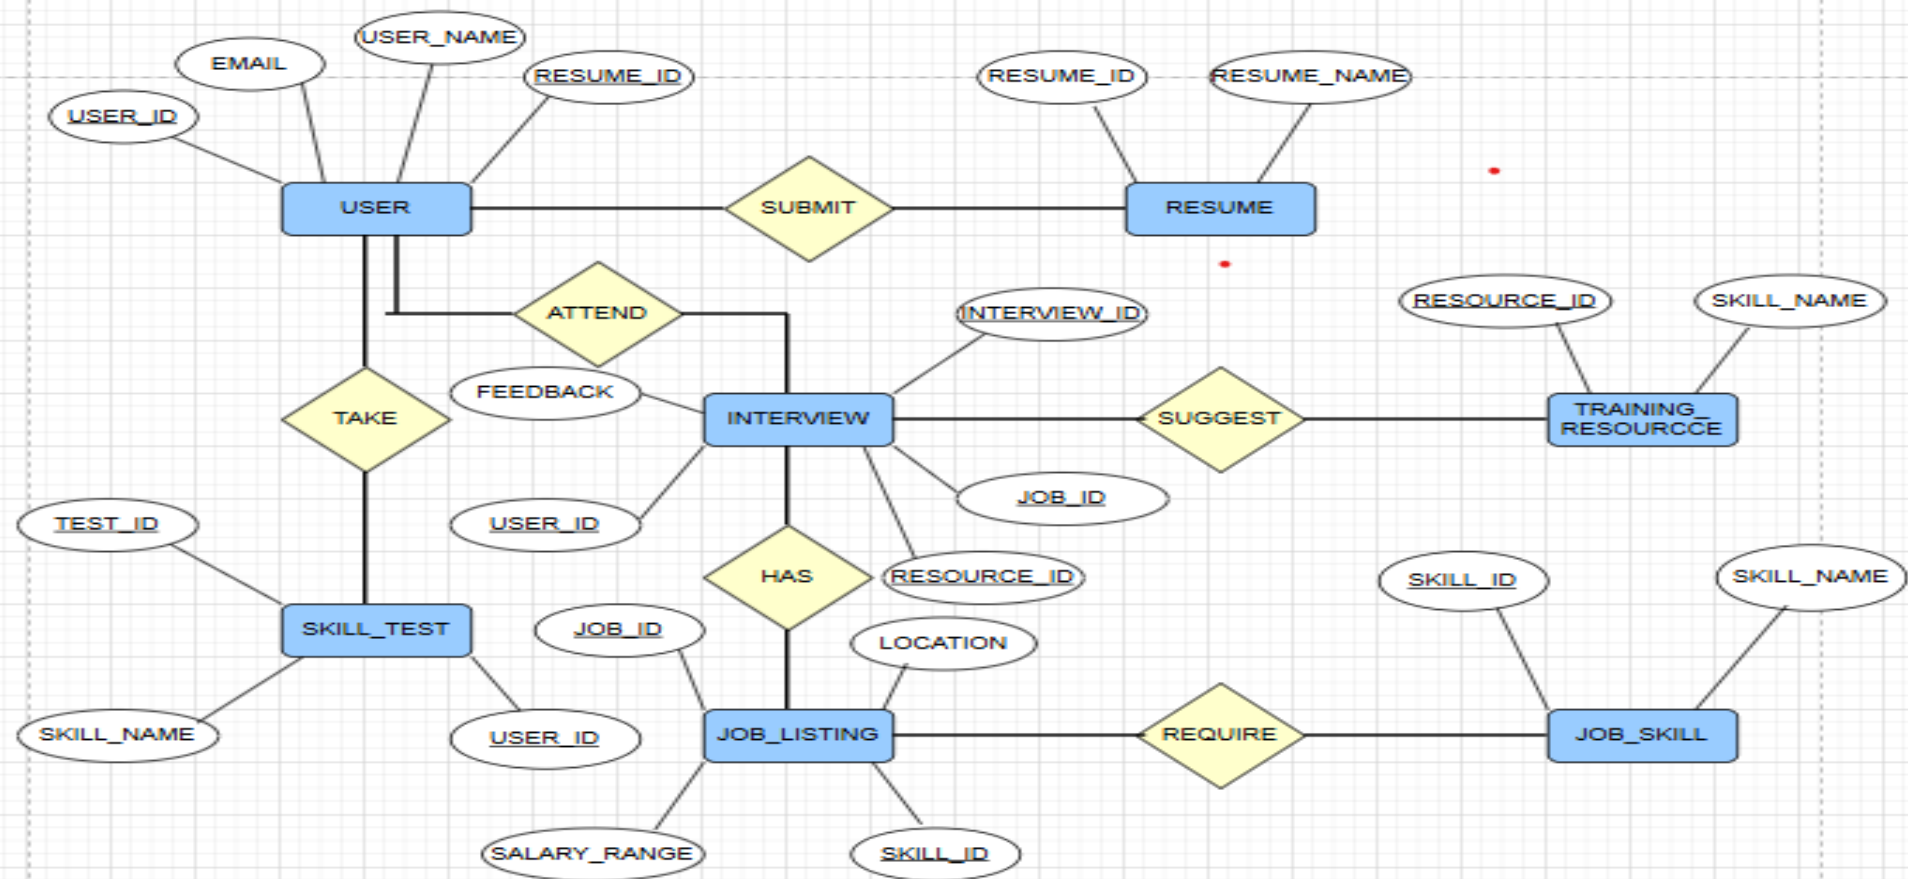 USER_NAME
EMAIL
RESUME_ID
RESUME_ID
RESUME_NAME
USER_ID
USER
SUBMIT
RESUME
ATTEND
INTERVIEW_ID
RESOURCE_ID
SKILL_NAME
FEEDBACK
TAKE
INTERVIEW
SUGGEST
TRAINING_
RESOURCCE
JOB_ID
TEST_ID
USER_ID
HAS
RESOURCE_ID
SKILL_ID
SKILL_NAME
SKILL_TEST
JOB_ID
LOCATION
SKILL_NAME
USER_ID
JOB_LISTING
REQUIRE
JOB_SKILL
SALARY_RANGE
SKILL_ID